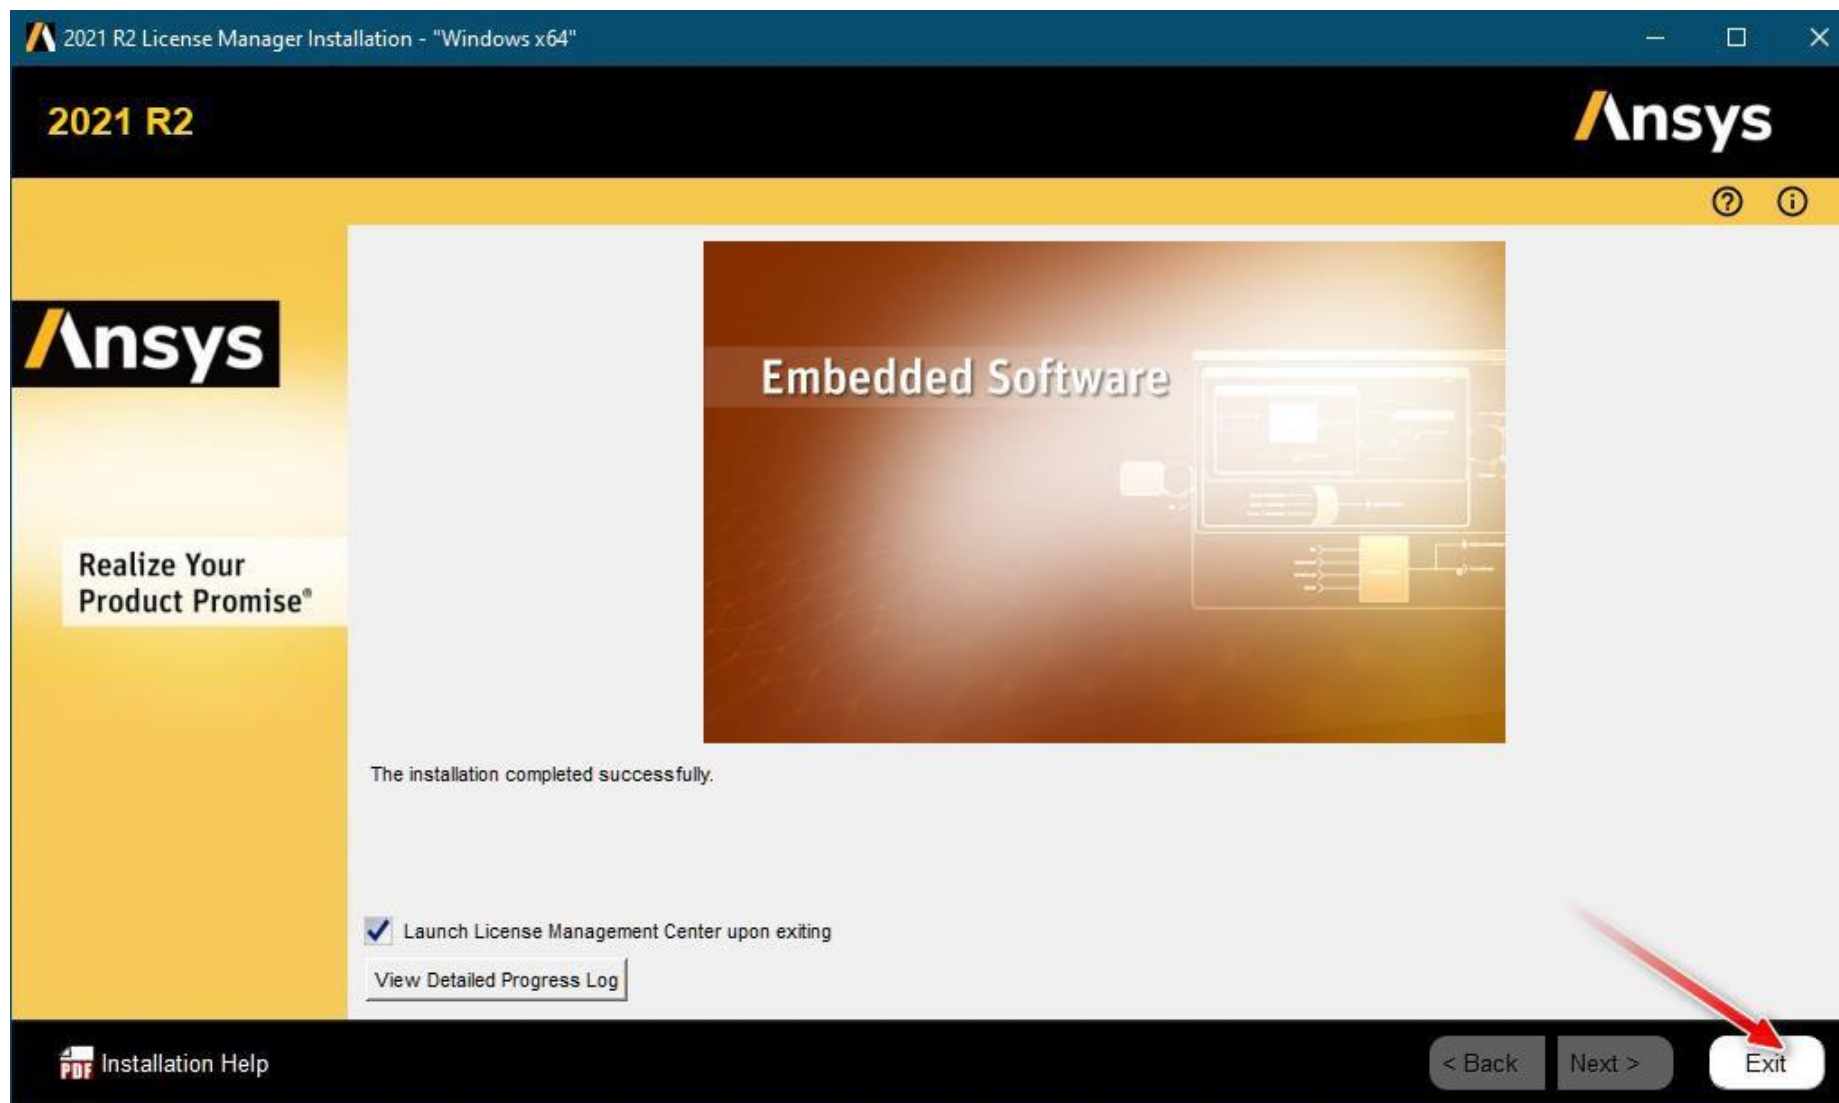 2021 R2 License Manager Installation - "Windows x64"
2021 R2
Ansys
Ansys
Realize Your
Product Promise®
Embedded Software
The installation completed successfully.
Launch License Management Center upon exiting
View Detailed Progress Log
PDF Installation Help
< Back
Next >
Exit